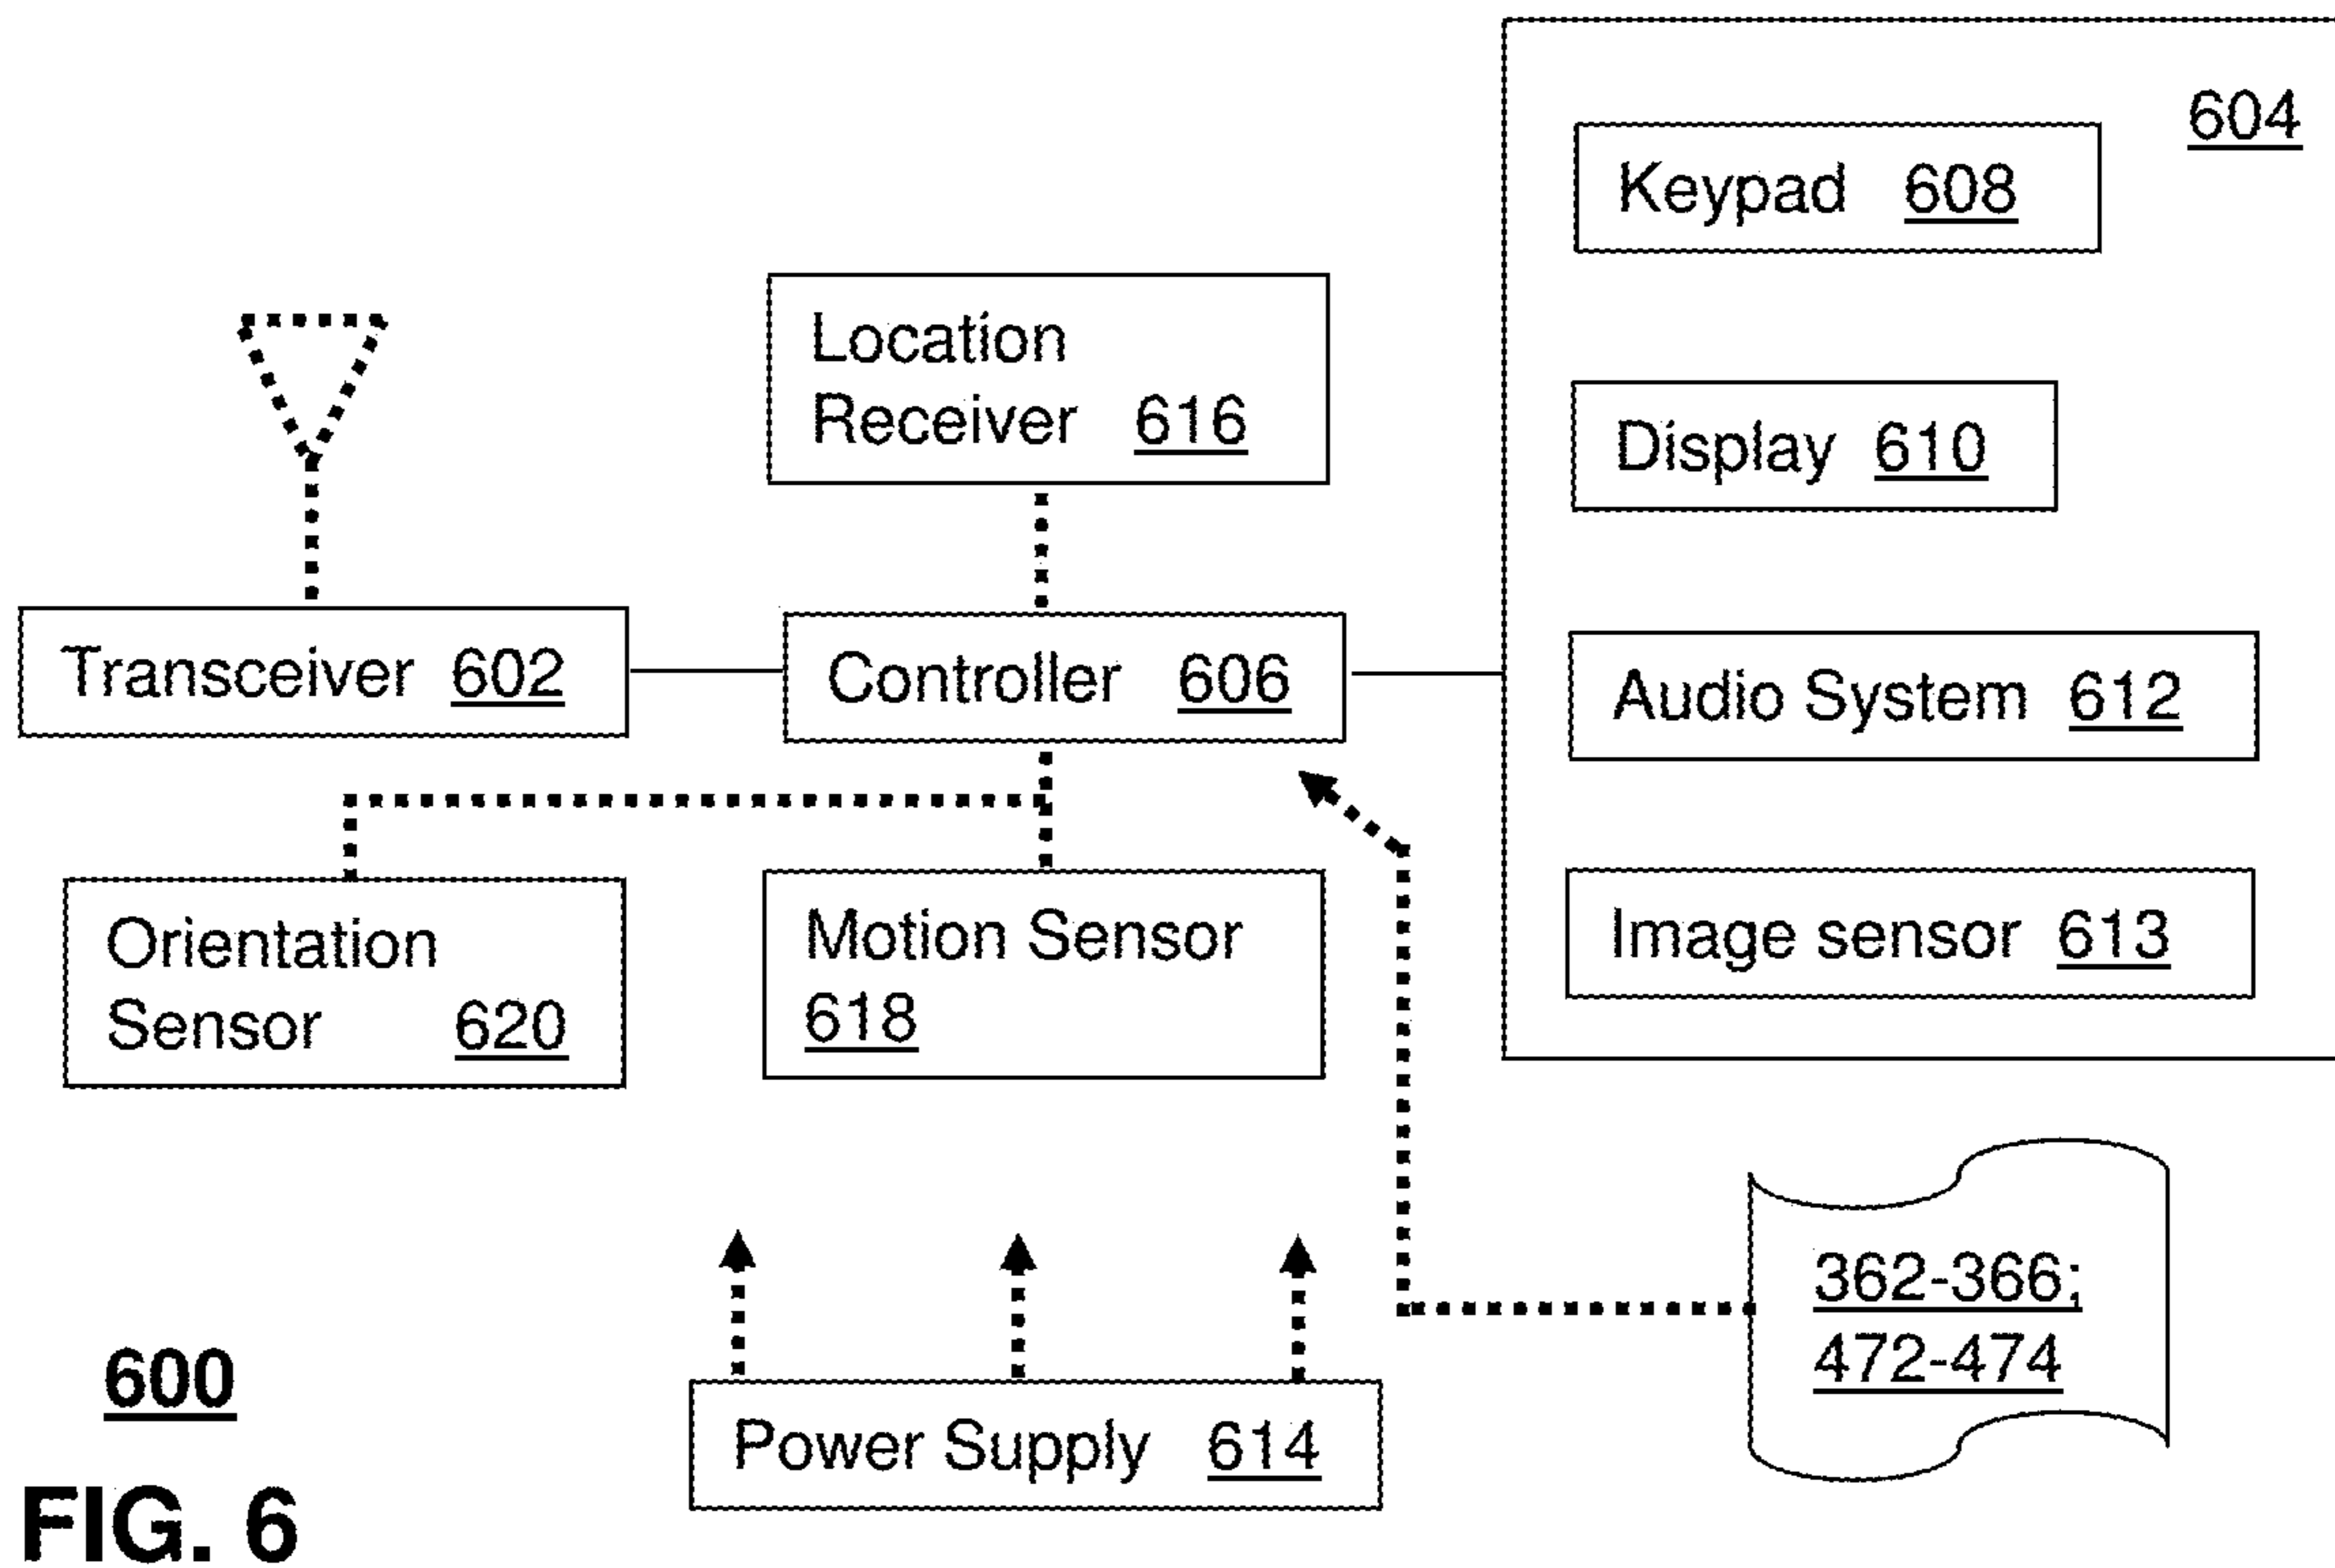 604
Keypad 608
Location
Receiver 616
Display 610
Transceiver 602
Controller 606
Audio System 612
Orientation
Sensor 620
Motion Sensor
618
Image sensor 613
362-366;
472-474
600
Power Supply 614
FIG. 6